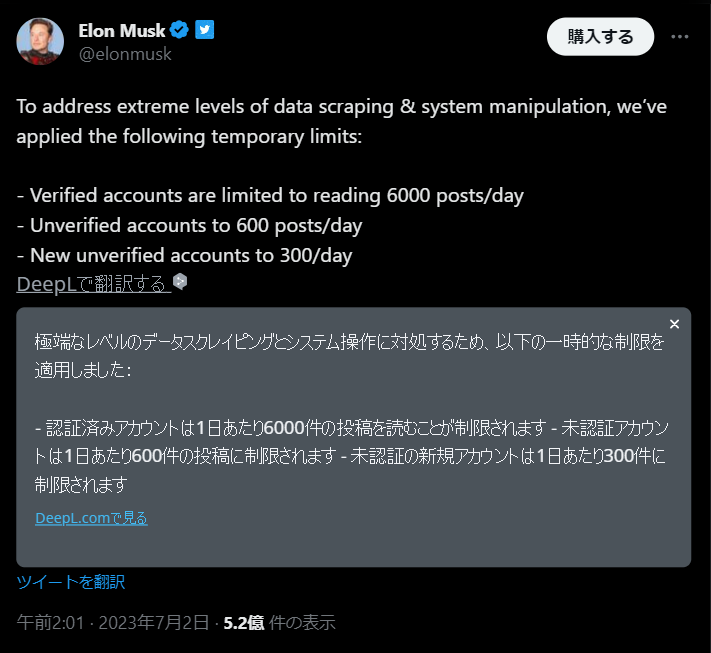 Elon Musk
@elonmusk
購入する
To address extreme levels of data scraping & system manipulation, we’ve
applied the following temporary limits:
- Verified accounts are limited to reading 6000 posts/day
- Unverified accounts to 600 posts/day
- New unverified accounts to 300/day
DeepLで翻訳する
極端なレベルのデータスクレイピングとシステム操作に対処するため、以下の一時的な制限を
適用しました:
- 認証済みアカウントは1日あたり6000件の投稿を読むことが制限されます - 未認証アカウン
トは1日あたり600件の投稿に制限されます - 未認証の新規アカウントは1日あたり300件に
制限されます
DeepL.comで見る
ツイートを翻訳
午前2:01 · 2023年7月2日 · 5.2億 件の表示